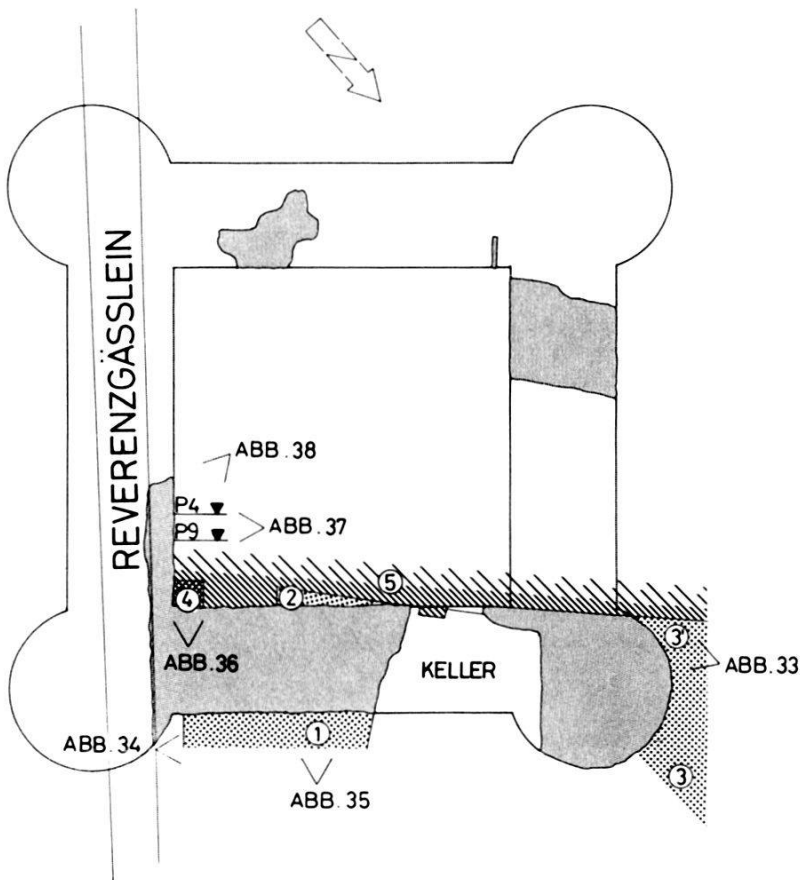 REVERENZGÄSSLEIN
ABB. 38
P4
P9
ABB. 37
5
4
2
3'
ABB. 36
KELLER
ABB. 33
ABB. 34
1
3
ABB. 35